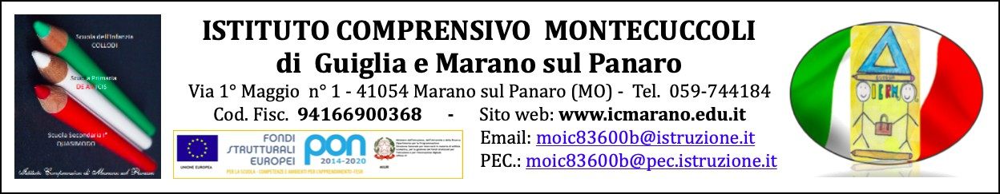 Scuola dell'Infanzia
COLLODI
Scuola Primaria
DE AMICIS
Scuola Secondaria I°
QUASIMODO
Istituto Comprensivo di Marano sul Panaro
ISTITUTO COMPRENSIVO MONTECUCCOLI
di Guiglia e Marano sul Panaro
Via 1° Maggio n° 1 - 41054 Marano sul Panaro (MO) - Tel. 059-744184
Cod. Fisc. 94166900368 - Sito web: www.icmarano.edu.it
Email: moic83600b@istruzione.it
PEC.: moic83600b@pec.istruzione.it
UNIONE EUROPEA
FONDI
STRUTTURALI
EUROPEI
pon
2014-2020
MIUR
PER LA SCUOLA - COMPETENZE E AMBIENTI PER L'APPRENDIMENTO-FESR
ICRM